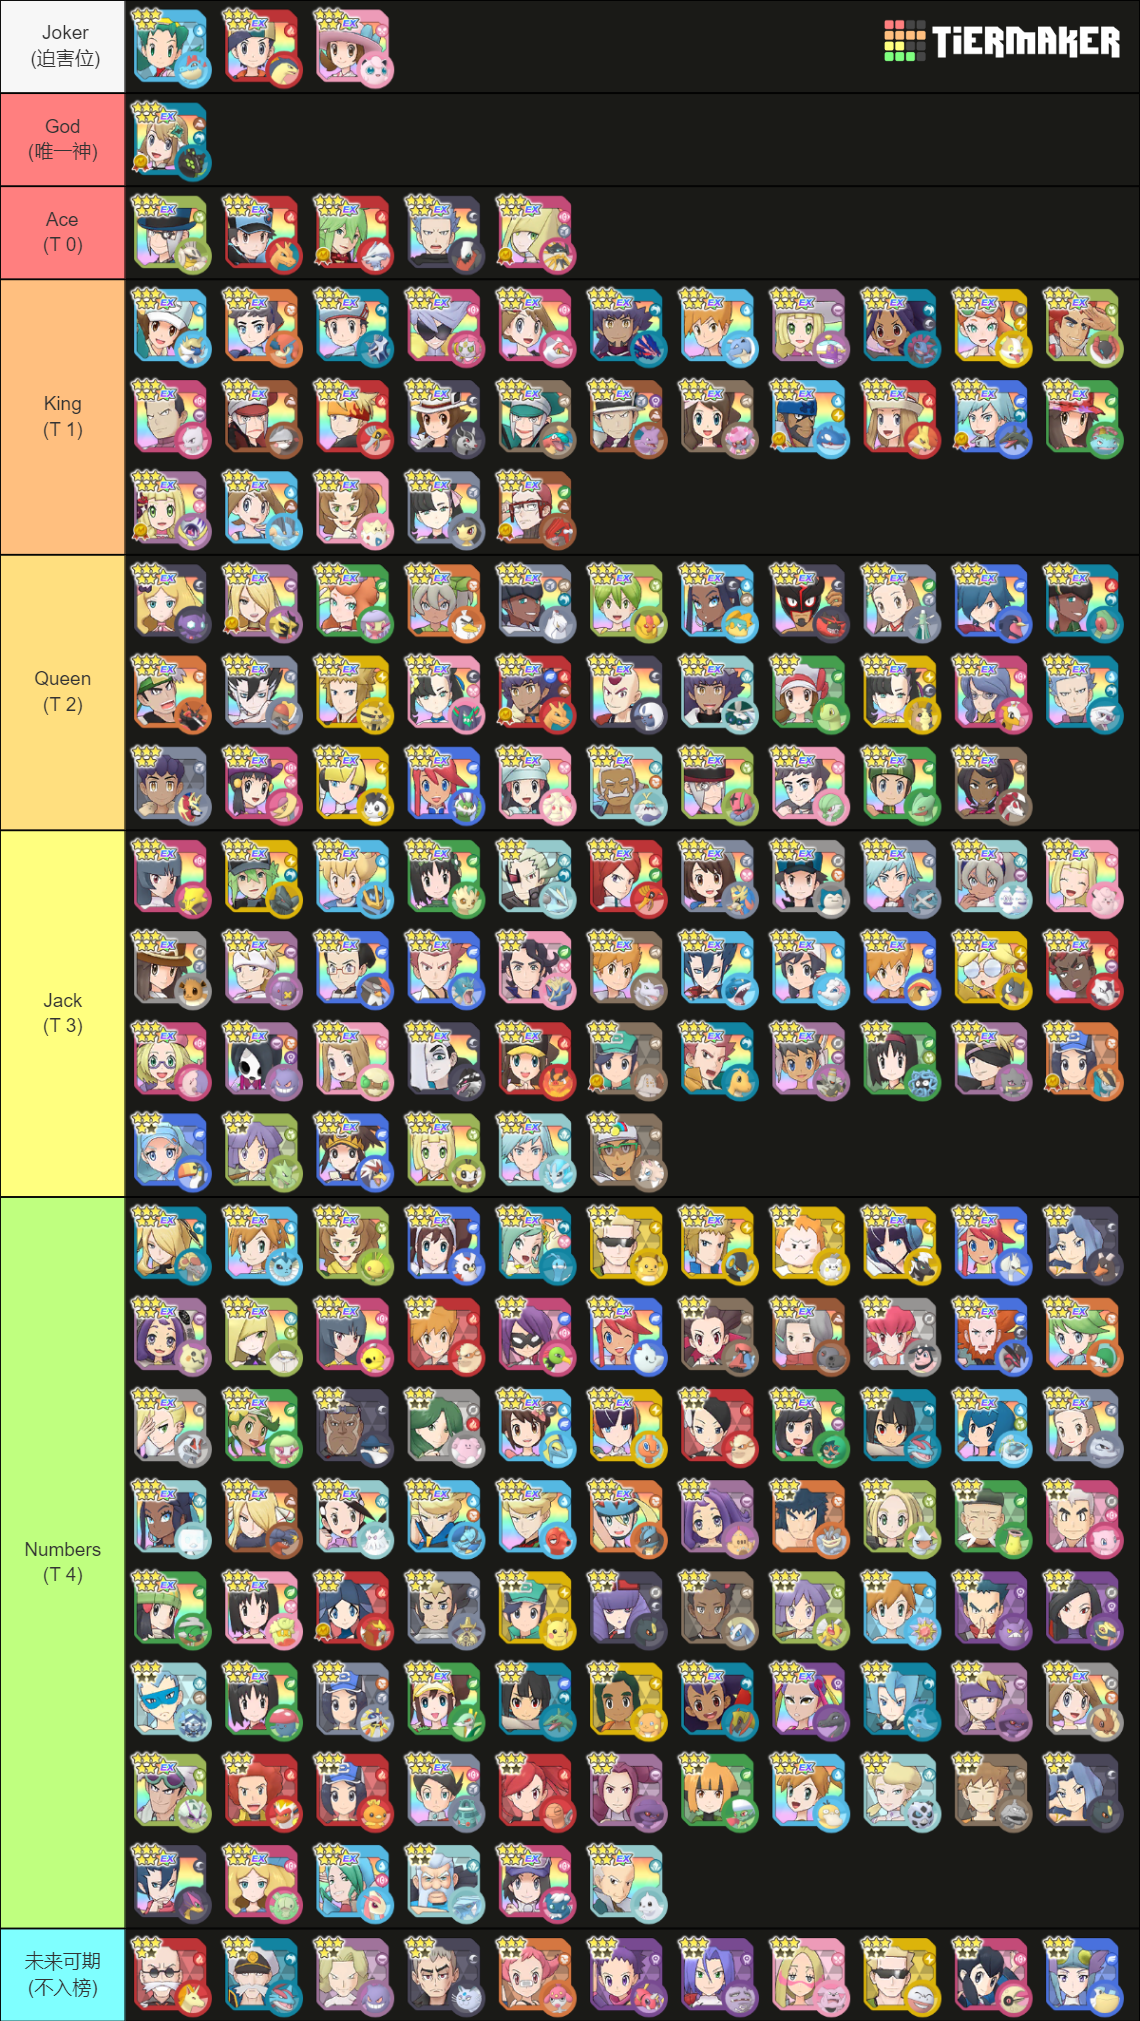 Joker
(迫害位)
TiERMAKER
God
(唯一神)
Ace
(T 0)
King
(T 1)
Queen
(T 2)
Jack
(T 3)
Numbers
(T 4)
未来可期
(不入榜)